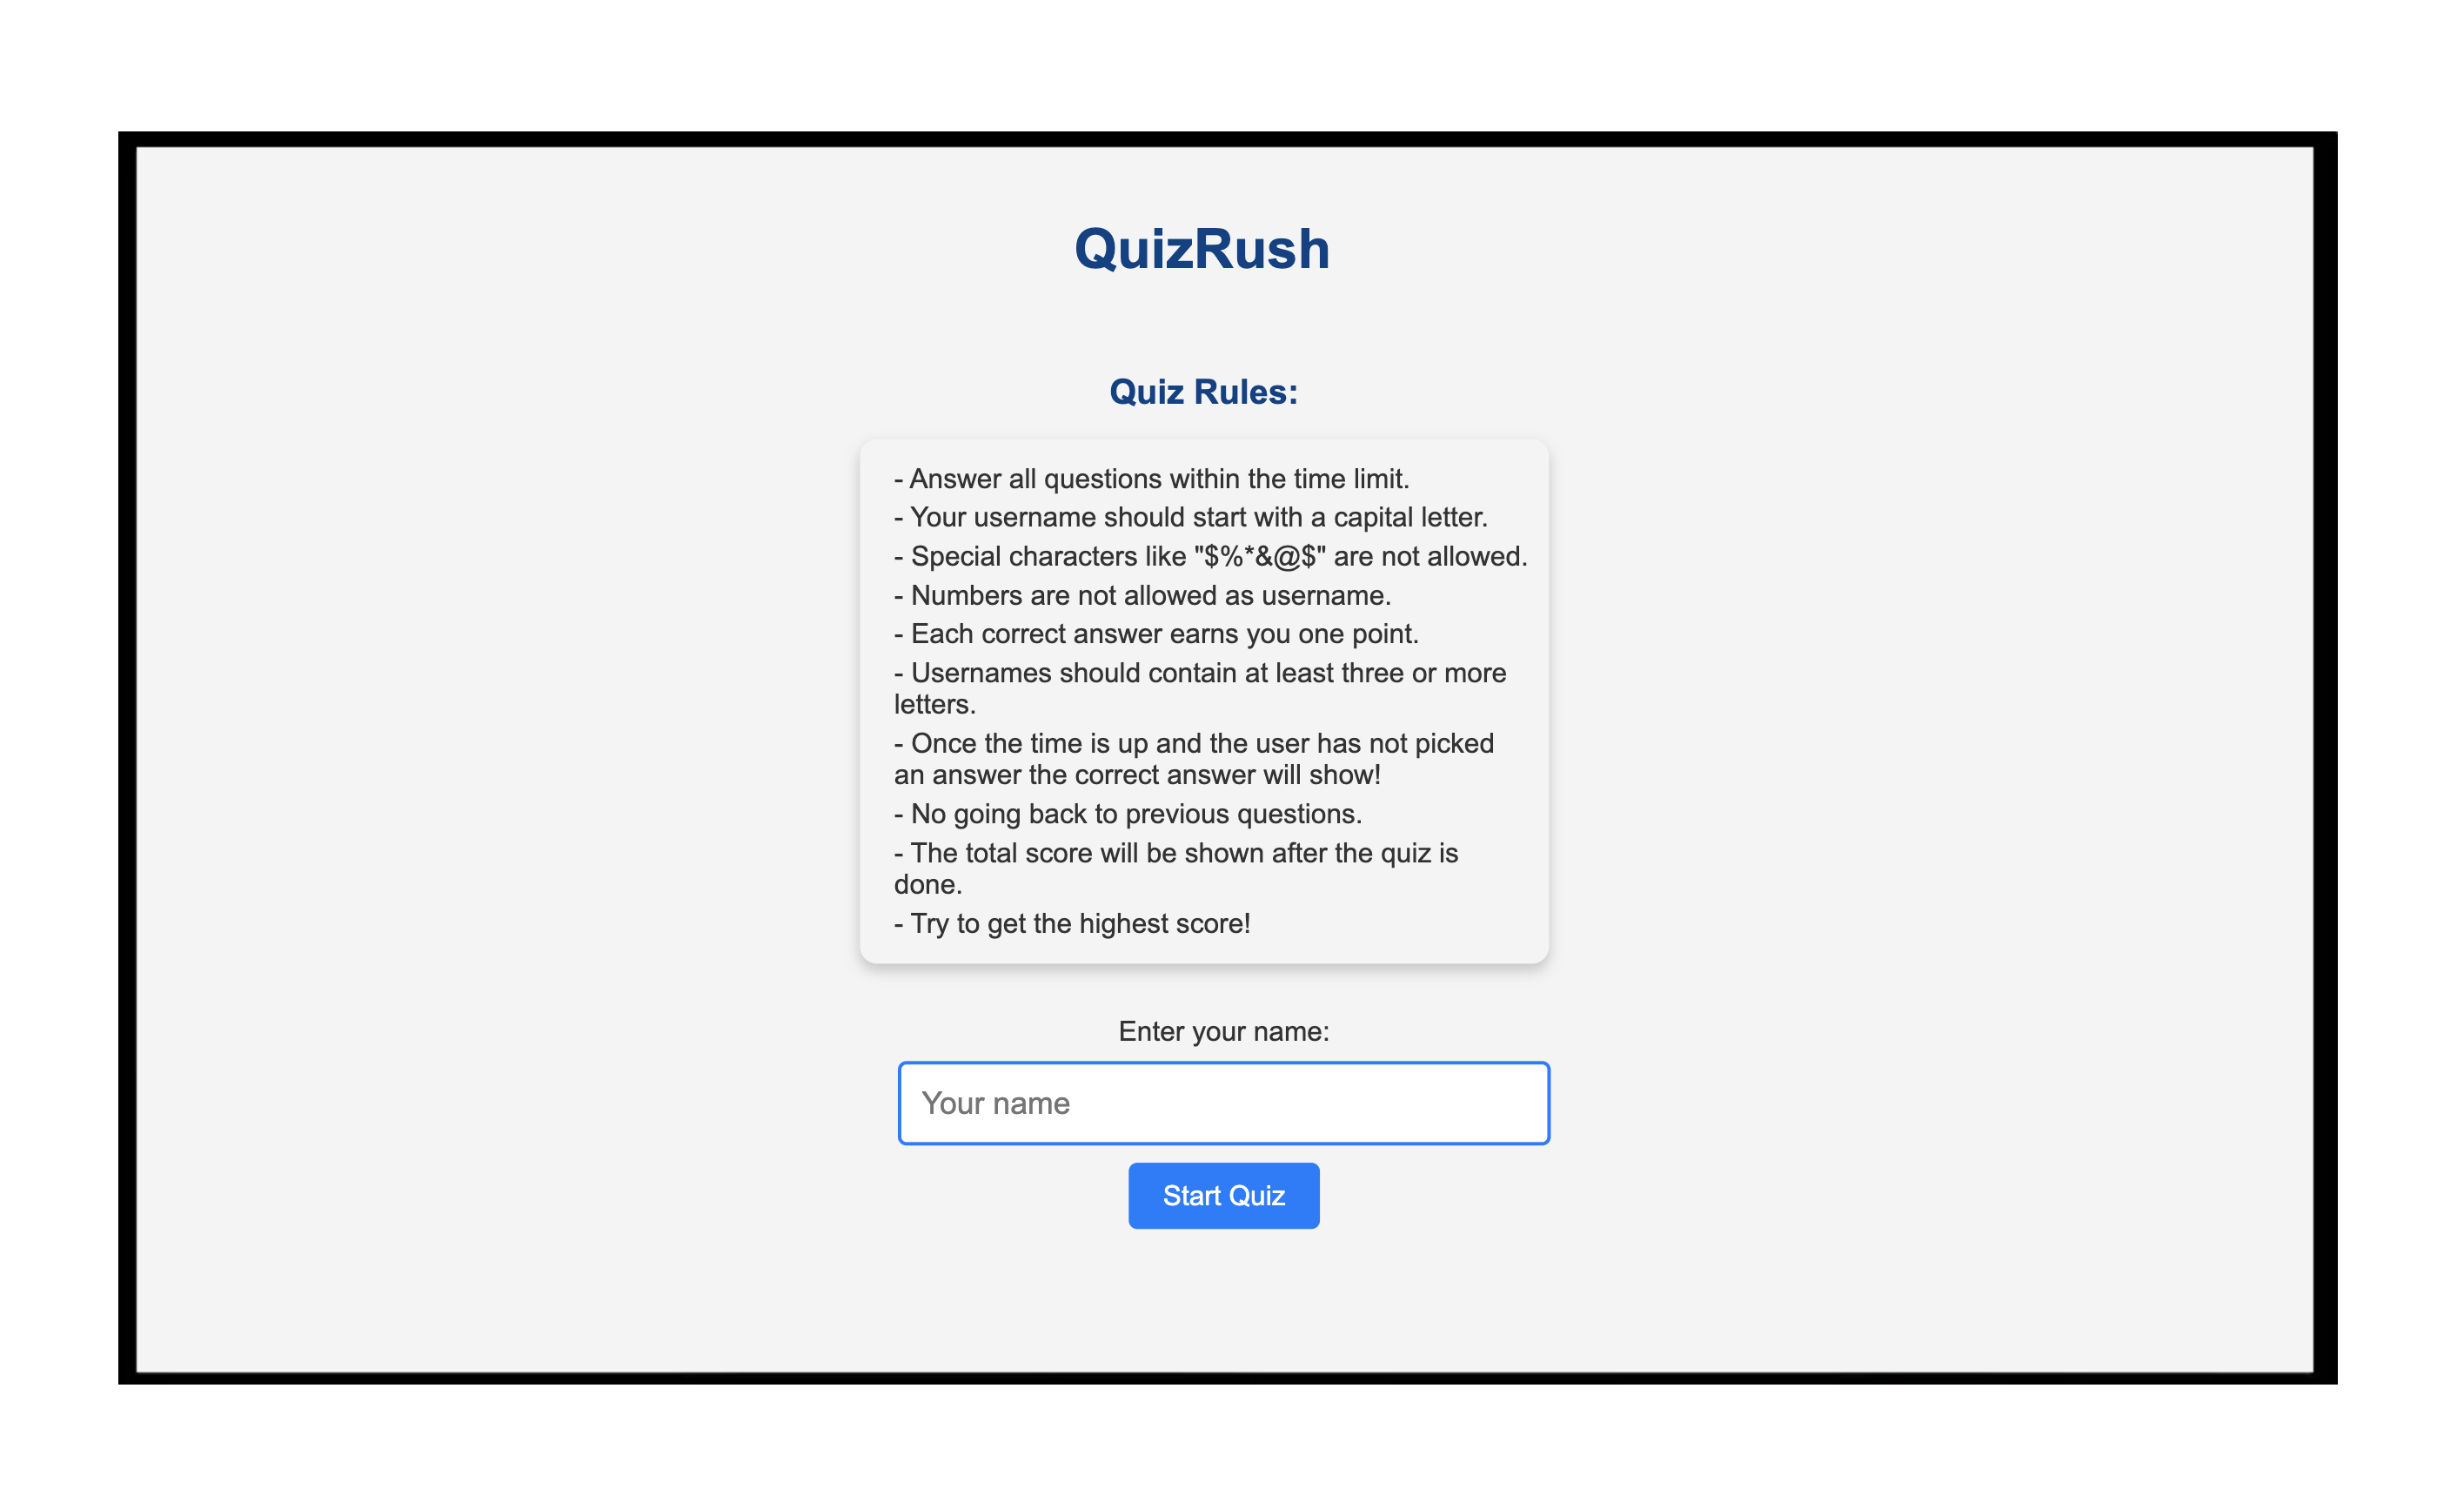 QuizRush
Quiz Rules:
- Answer all questions within the time limit.
- Your username should start with a capital letter.
- Special characters like "$%*&@$" are not allowed.
- Numbers are not allowed as username.
- Each correct answer earns you one point.
- Usernames should contain at least three or more
letters.
- Once the time is up and the user has not picked
an answer the correct answer will show!
- No going back to previous questions.
- The total score will be shown after the quiz is
done.
- Try to get the highest score!
Enter your name:
Your name
Start Quiz